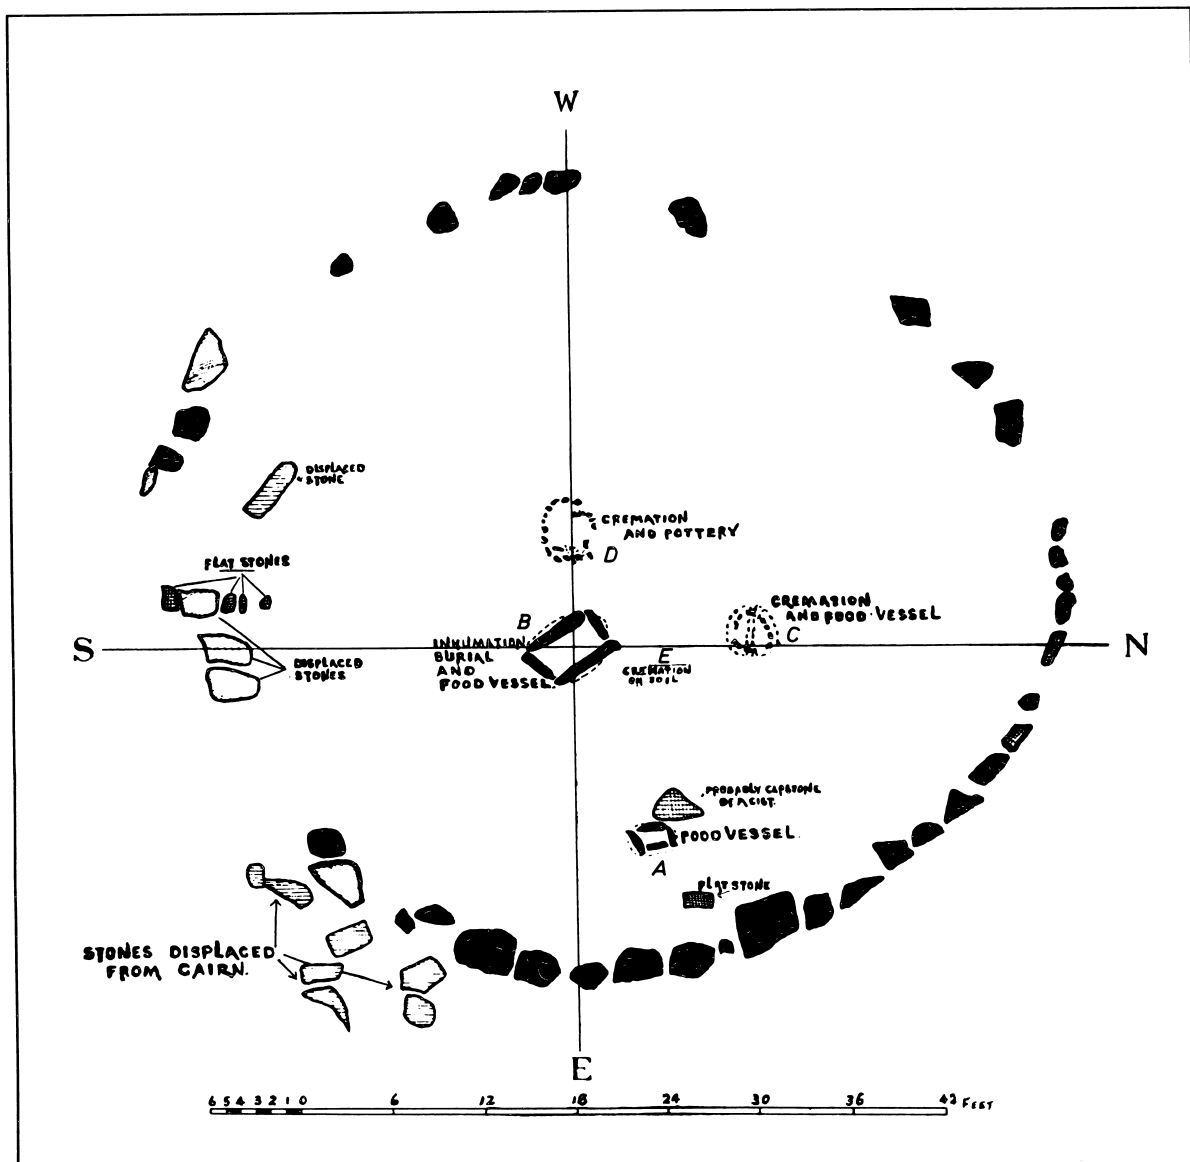 W
DISPLACED
STONE
CREMATION
AND POTTERY
D
FLAT STONES
CREMATION
AND FOOD VESSEL
C
B
S
INHUMATION
BURIAL
AND
FOOD VESSEL
E
CREMATION
ON SOIL
N
DISPLACED
STONES
PROBABLY CAPSTONE
OF A CIST.
FOOD VESSEL.
A
FLAT STONE
STONES DISPLACED
FROM CAIRN.
E
6 5 4 3 2 1 0 6 12 18 24 30 36 42 FEET